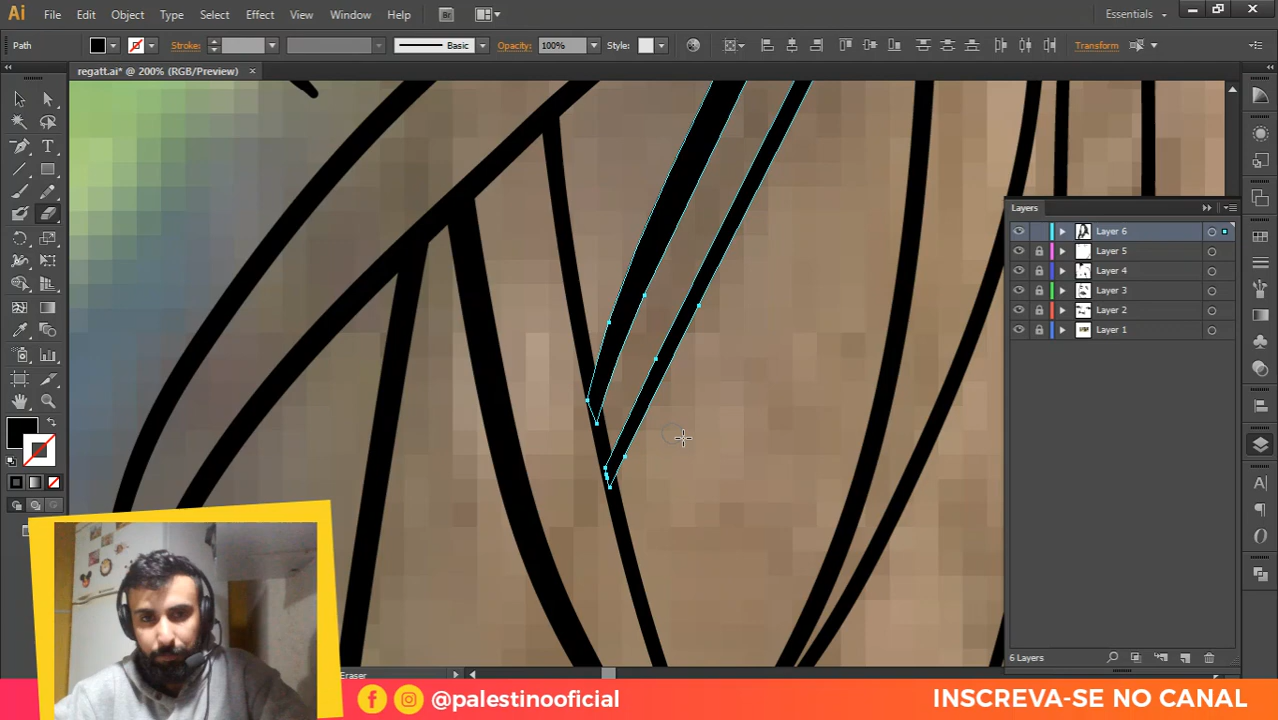 Ai File Edit Object Type Select Effect View Window Help Br Essentials
Path Stroke: Basic Opacity: 100% Style: Transform
regatt.ai* @ 200% (RGB/Preview)
Layers
Layer 6
Layer 5
Layer 4
Layer 3
Layer 2
Layer 1
6 Layers
Eraser
@palestinooficial
INSCREVA-SE NO CANAL